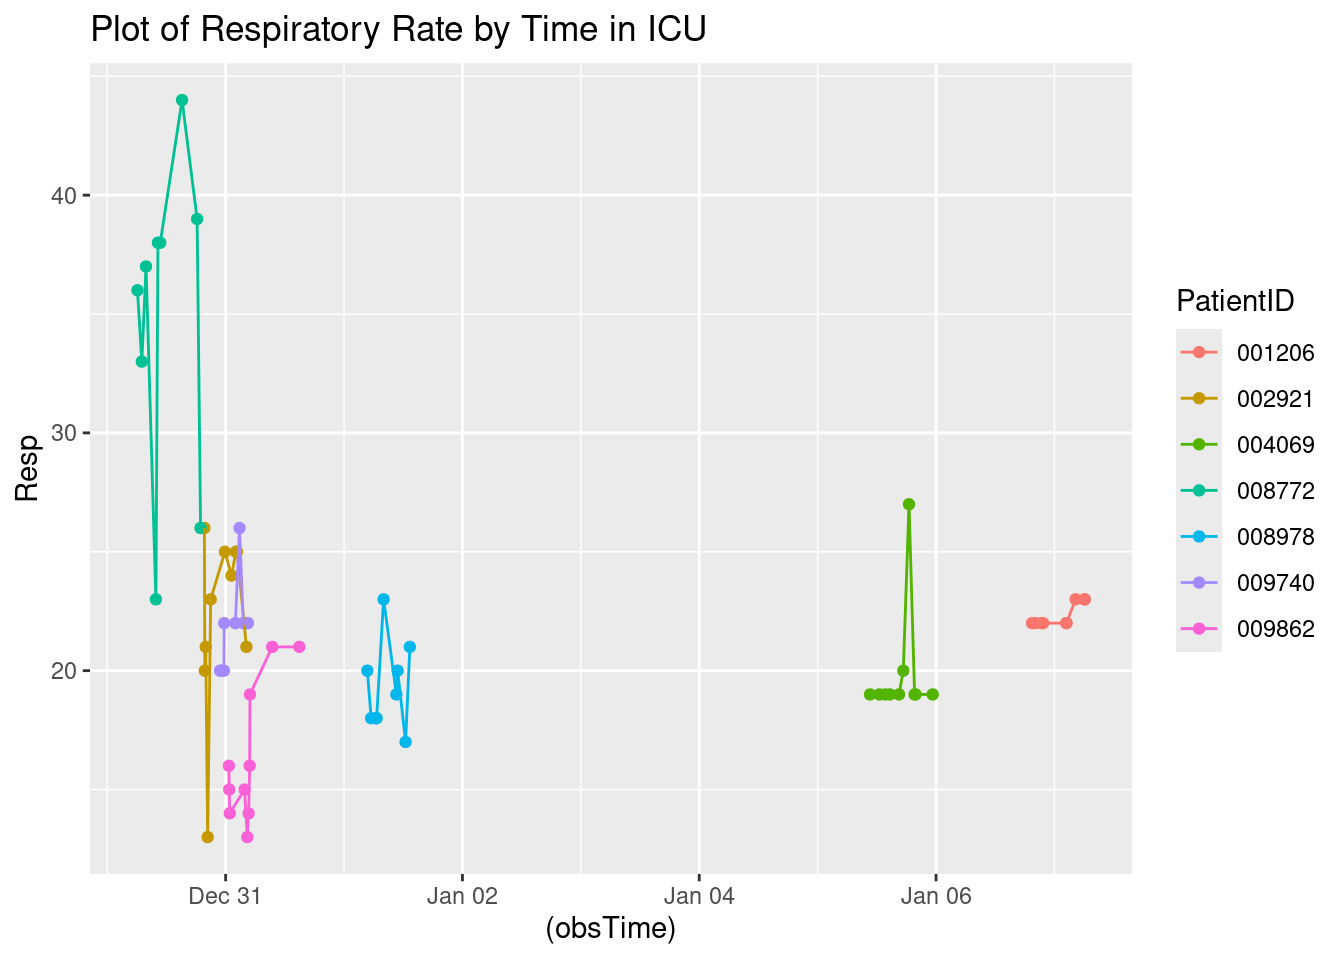 Plot of Respiratory Rate by Time in ICU
40
30
20
Resp
Dec 31
Jan 02
Jan 04
Jan 06
(obsTime)
PatientID
001206
002921
004069
008772
008978
009740
009862